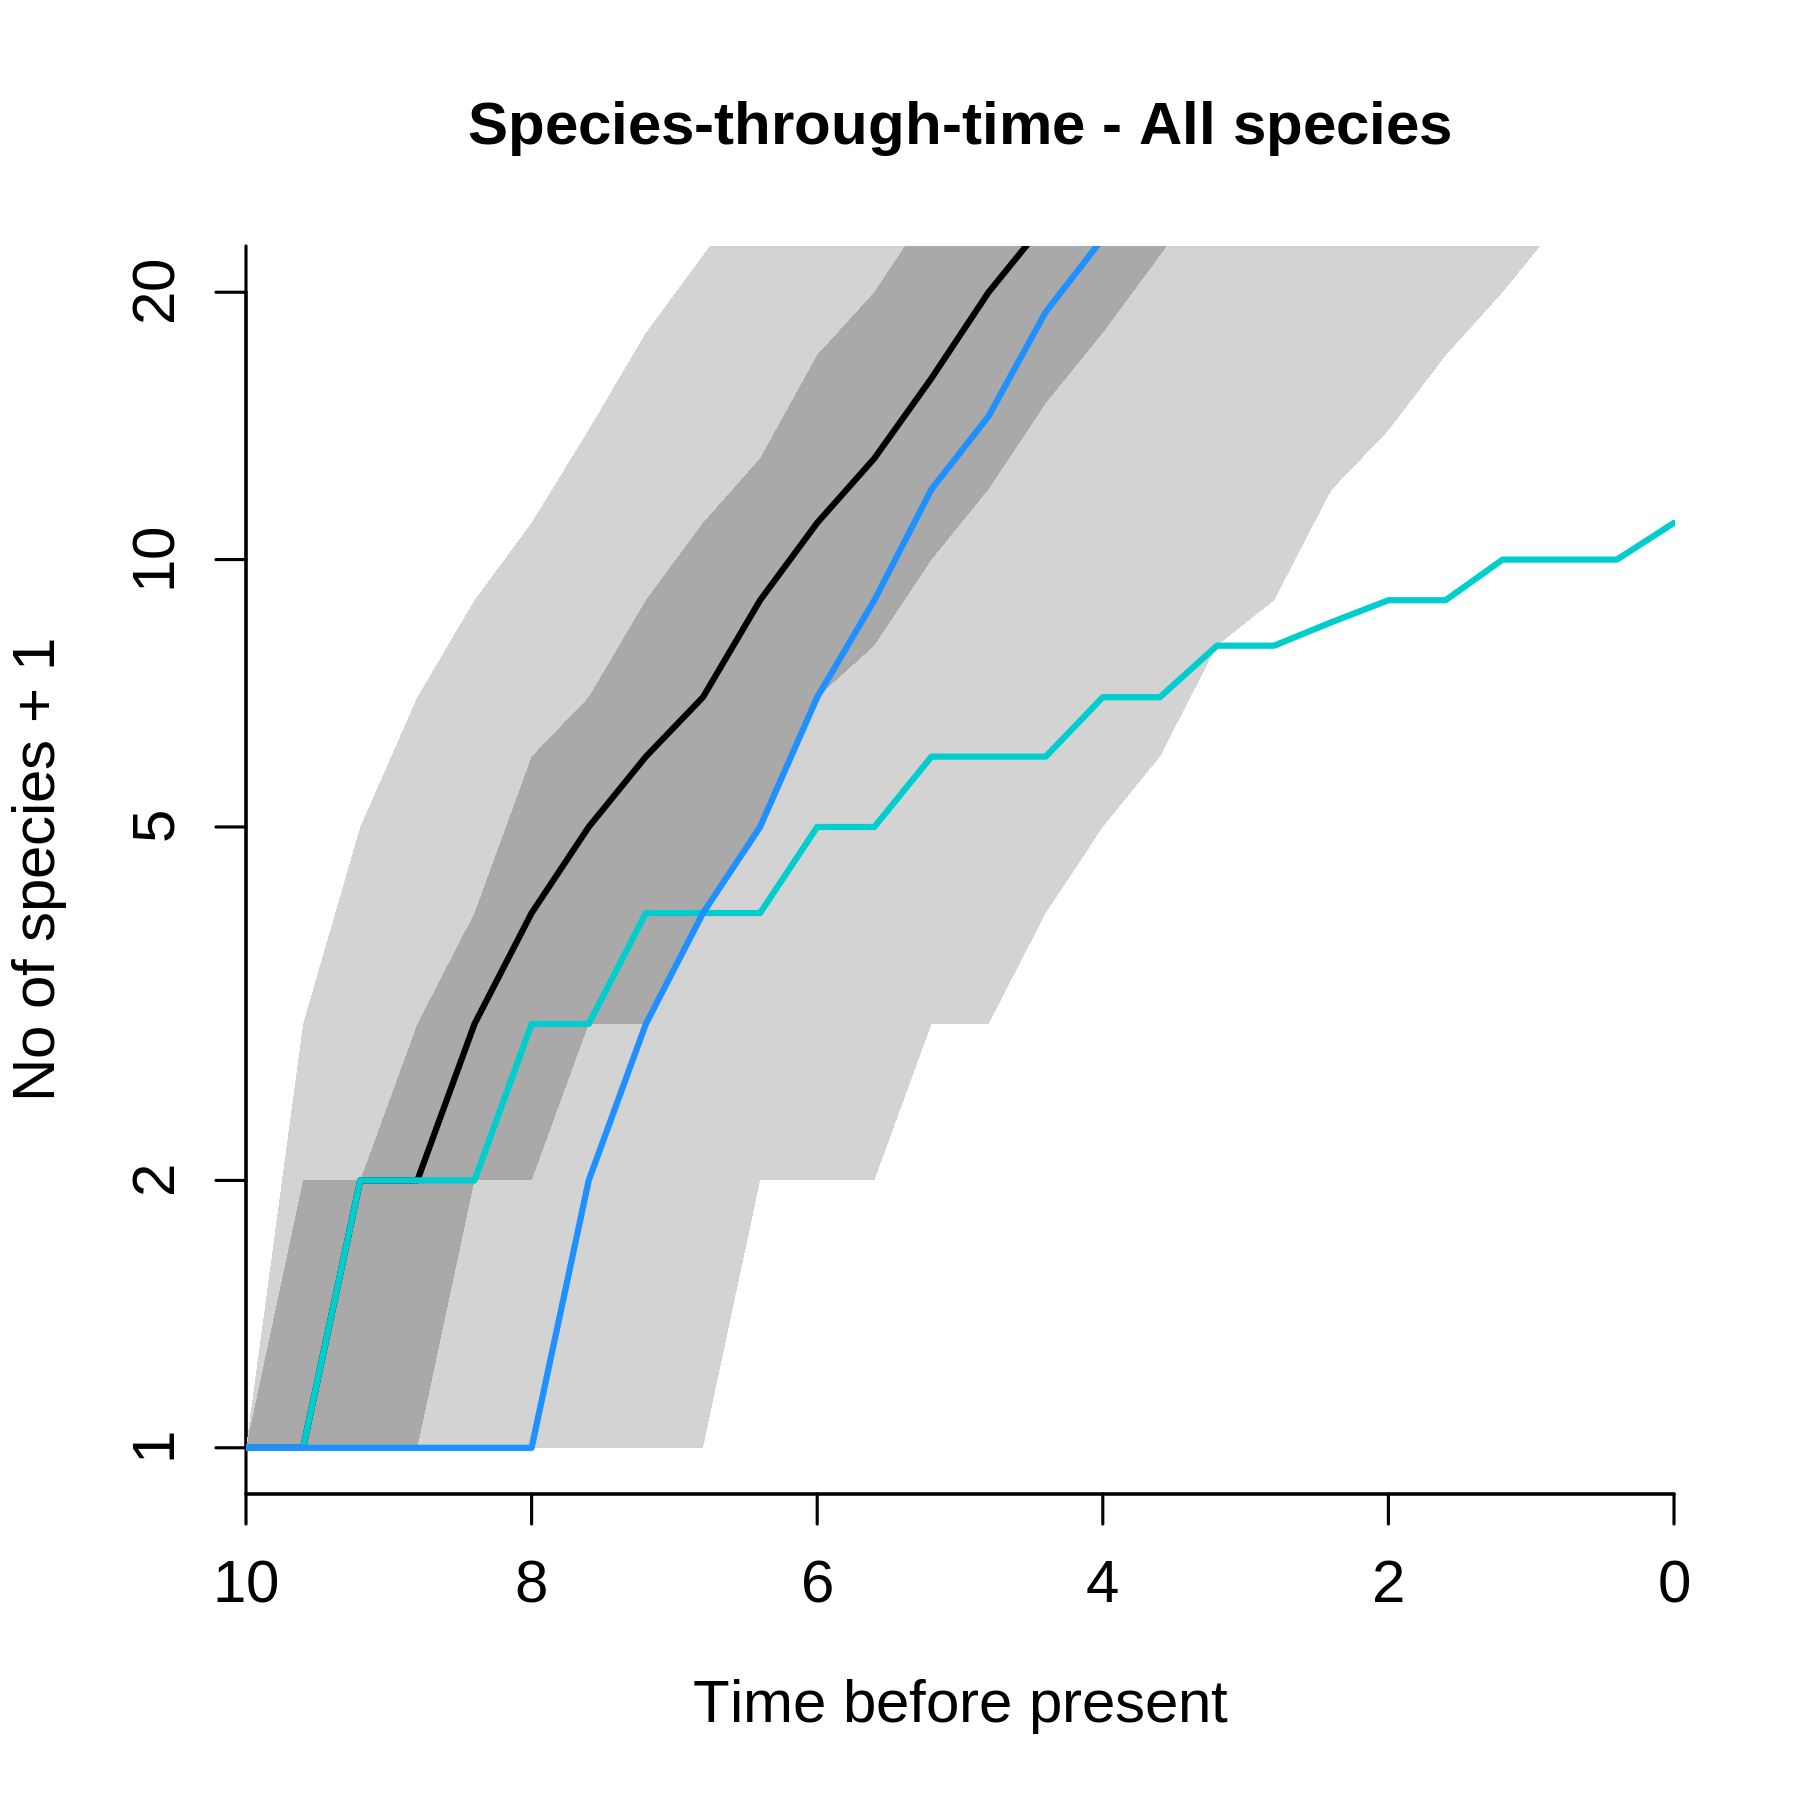 Species-through-time - All species
No of species + 1
20
10
5
2
1
10 8 6 4 2 0
Time before present